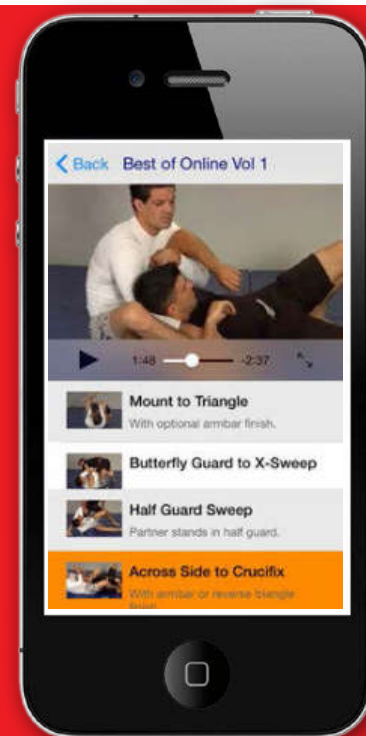 Back Best of Online Vol 1
1:48 -2:37
Mount to Triangle
With optional armbar finish.
Butterfly Guard to X-Sweep
Half Guard Sweep
Partner stands in half guard.
Across Side to Crucifix
With armbar or reverse triangle
finish.